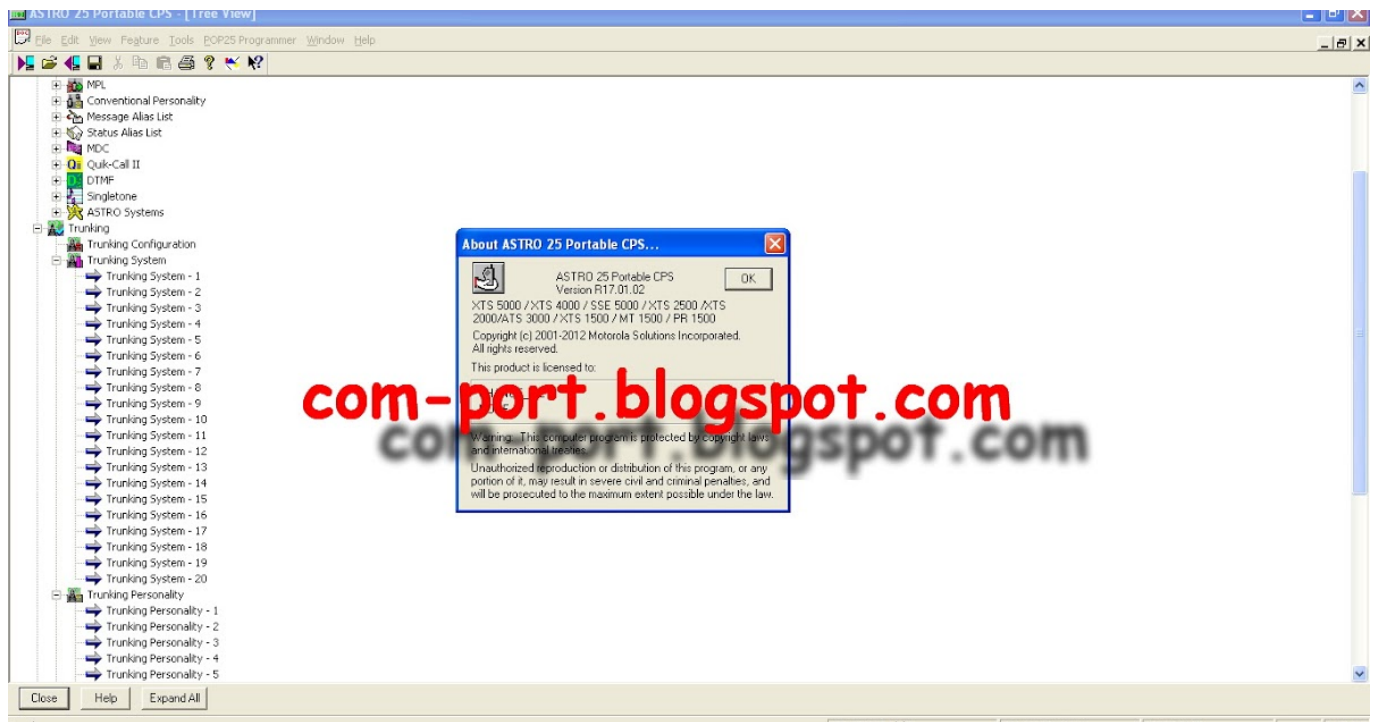 ASTRO 25 Portable CPS - [Tree View]
File Edit View Feature Tools POP25 Programmer Window Help
MPL
Conventional Personality
Message Alias List
Status Alias List
MDC
Quik-Call II
DTMF
Singletone
ASTRO Systems
Trunking
Trunking Configuration
Trunking System
Trunking System - 1
Trunking System - 2
Trunking System - 3
Trunking System - 4
Trunking System - 5
Trunking System - 6
Trunking System - 7
Trunking System - 8
Trunking System - 9
Trunking System - 10
Trunking System - 11
Trunking System - 12
Trunking System - 13
Trunking System - 14
Trunking System - 15
Trunking System - 16
Trunking System - 17
Trunking System - 18
Trunking System - 19
Trunking System - 20
Trunking Personality
Trunking Personality - 1
Trunking Personality - 2
Trunking Personality - 3
Trunking Personality - 4
Trunking Personality - 5
Close Help Expand All
About ASTRO 25 Portable CPS...
ASTRO 25 Portable CPS
OK
Version R17.01.02
XTS 5000 / XTS 4000 / SSE 5000 / XTS 2500 /XTS
2000/ATS 3000 / XTS 1500 / MT 1500 / PR 1500
Copyright (c) 2001-2012 Motorola Solutions Incorporated.
All rights reserved.
This product is licensed to:
Warning: This computer program is protected by copyright laws
and international treaties.
Unauthorized reproduction or distribution of this program, or any
portion of it, may result in severe civil and criminal penalties, and
will be prosecuted to the maximum extent possible under the law.
com-port.blogspot.com
com-port.blogspot.com